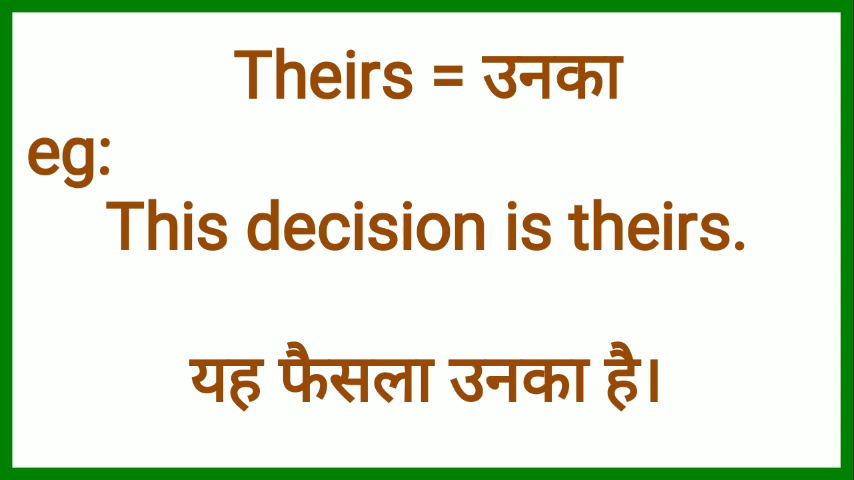 Theirs = उनका
eg:
This decision is theirs.
यह फैसला उनका है।